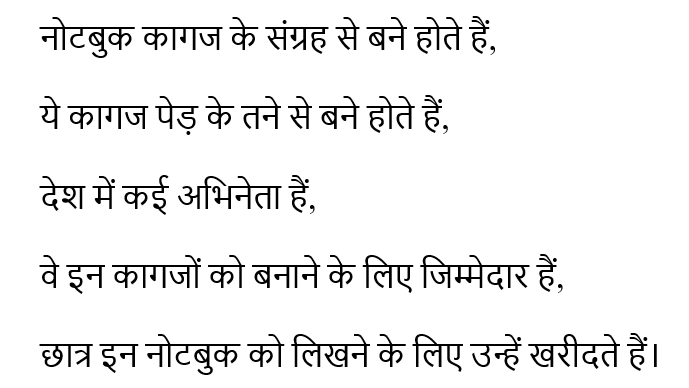 नोटबुक कागज के संग्रह से बने होते हैं,
ये कागज पेड़ के तने से बने होते हैं,
देश में कई अभिनेता हैं,
वे इन कागजों को बनाने के लिए जिम्मेदार हैं,
छात्र इन नोटबुक को लिखने के लिए उन्हें खरीदते हैं।